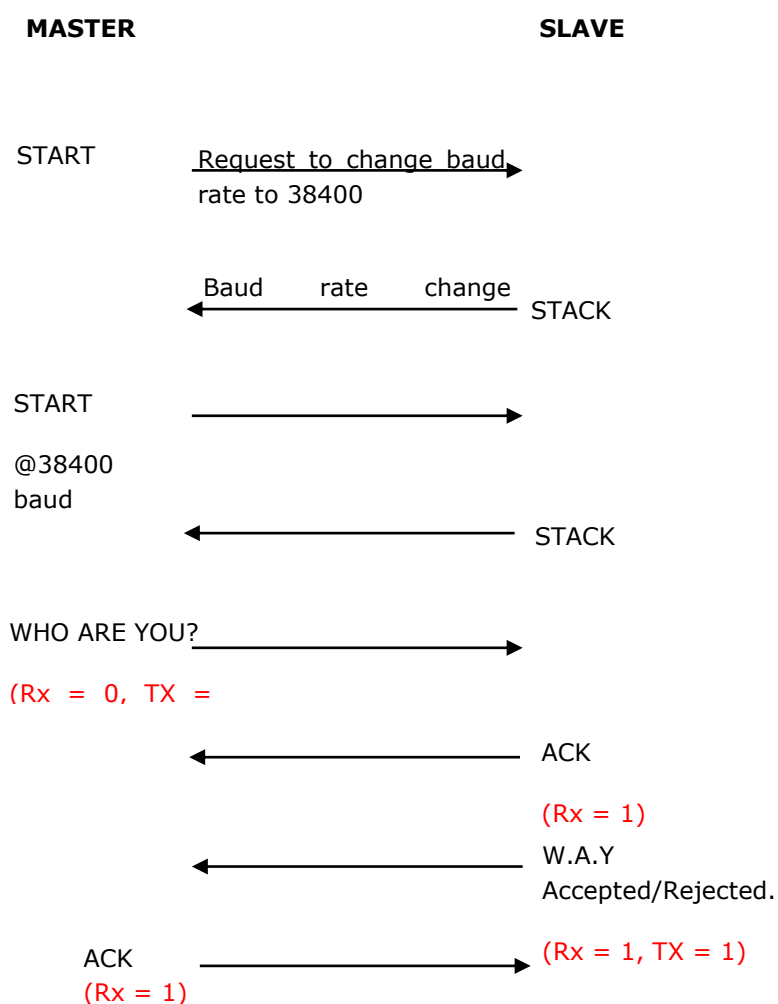 MASTER SLAVE
START Request to change baud
rate to 38400
Baud rate change
STACK
START
@38400
baud
STACK
WHO ARE YOU?
(Rx = 0, TX =
ACK
(Rx = 1)
W.A.Y
Accepted/Rejected.
(Rx = 1, TX = 1)
ACK
(Rx = 1)